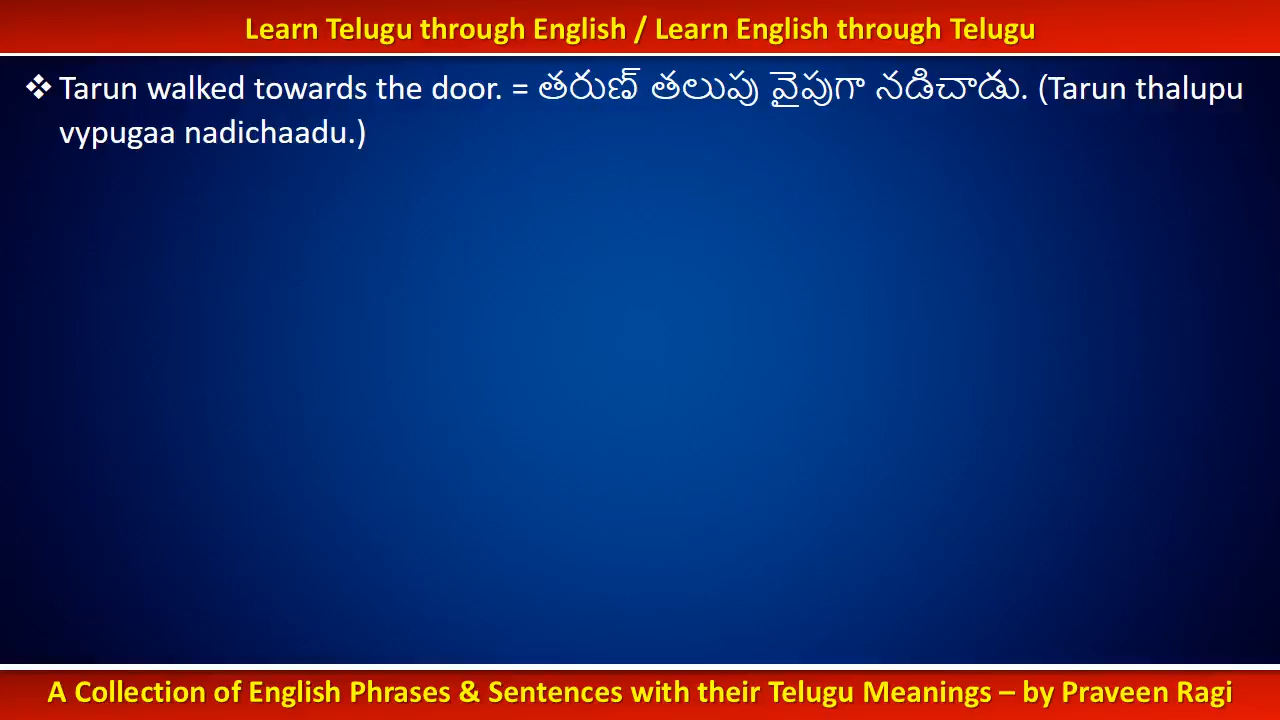 Learn Telugu through English / Learn English through Telugu
❖ Tarun walked towards the door. = తరుణ్ తలుపు వైపుగా నడిచాడు. (Tarun thalupu
vypugaa nadichaadu.)
A Collection of English Phrases & Sentences with their Telugu Meanings – by Praveen Ragi